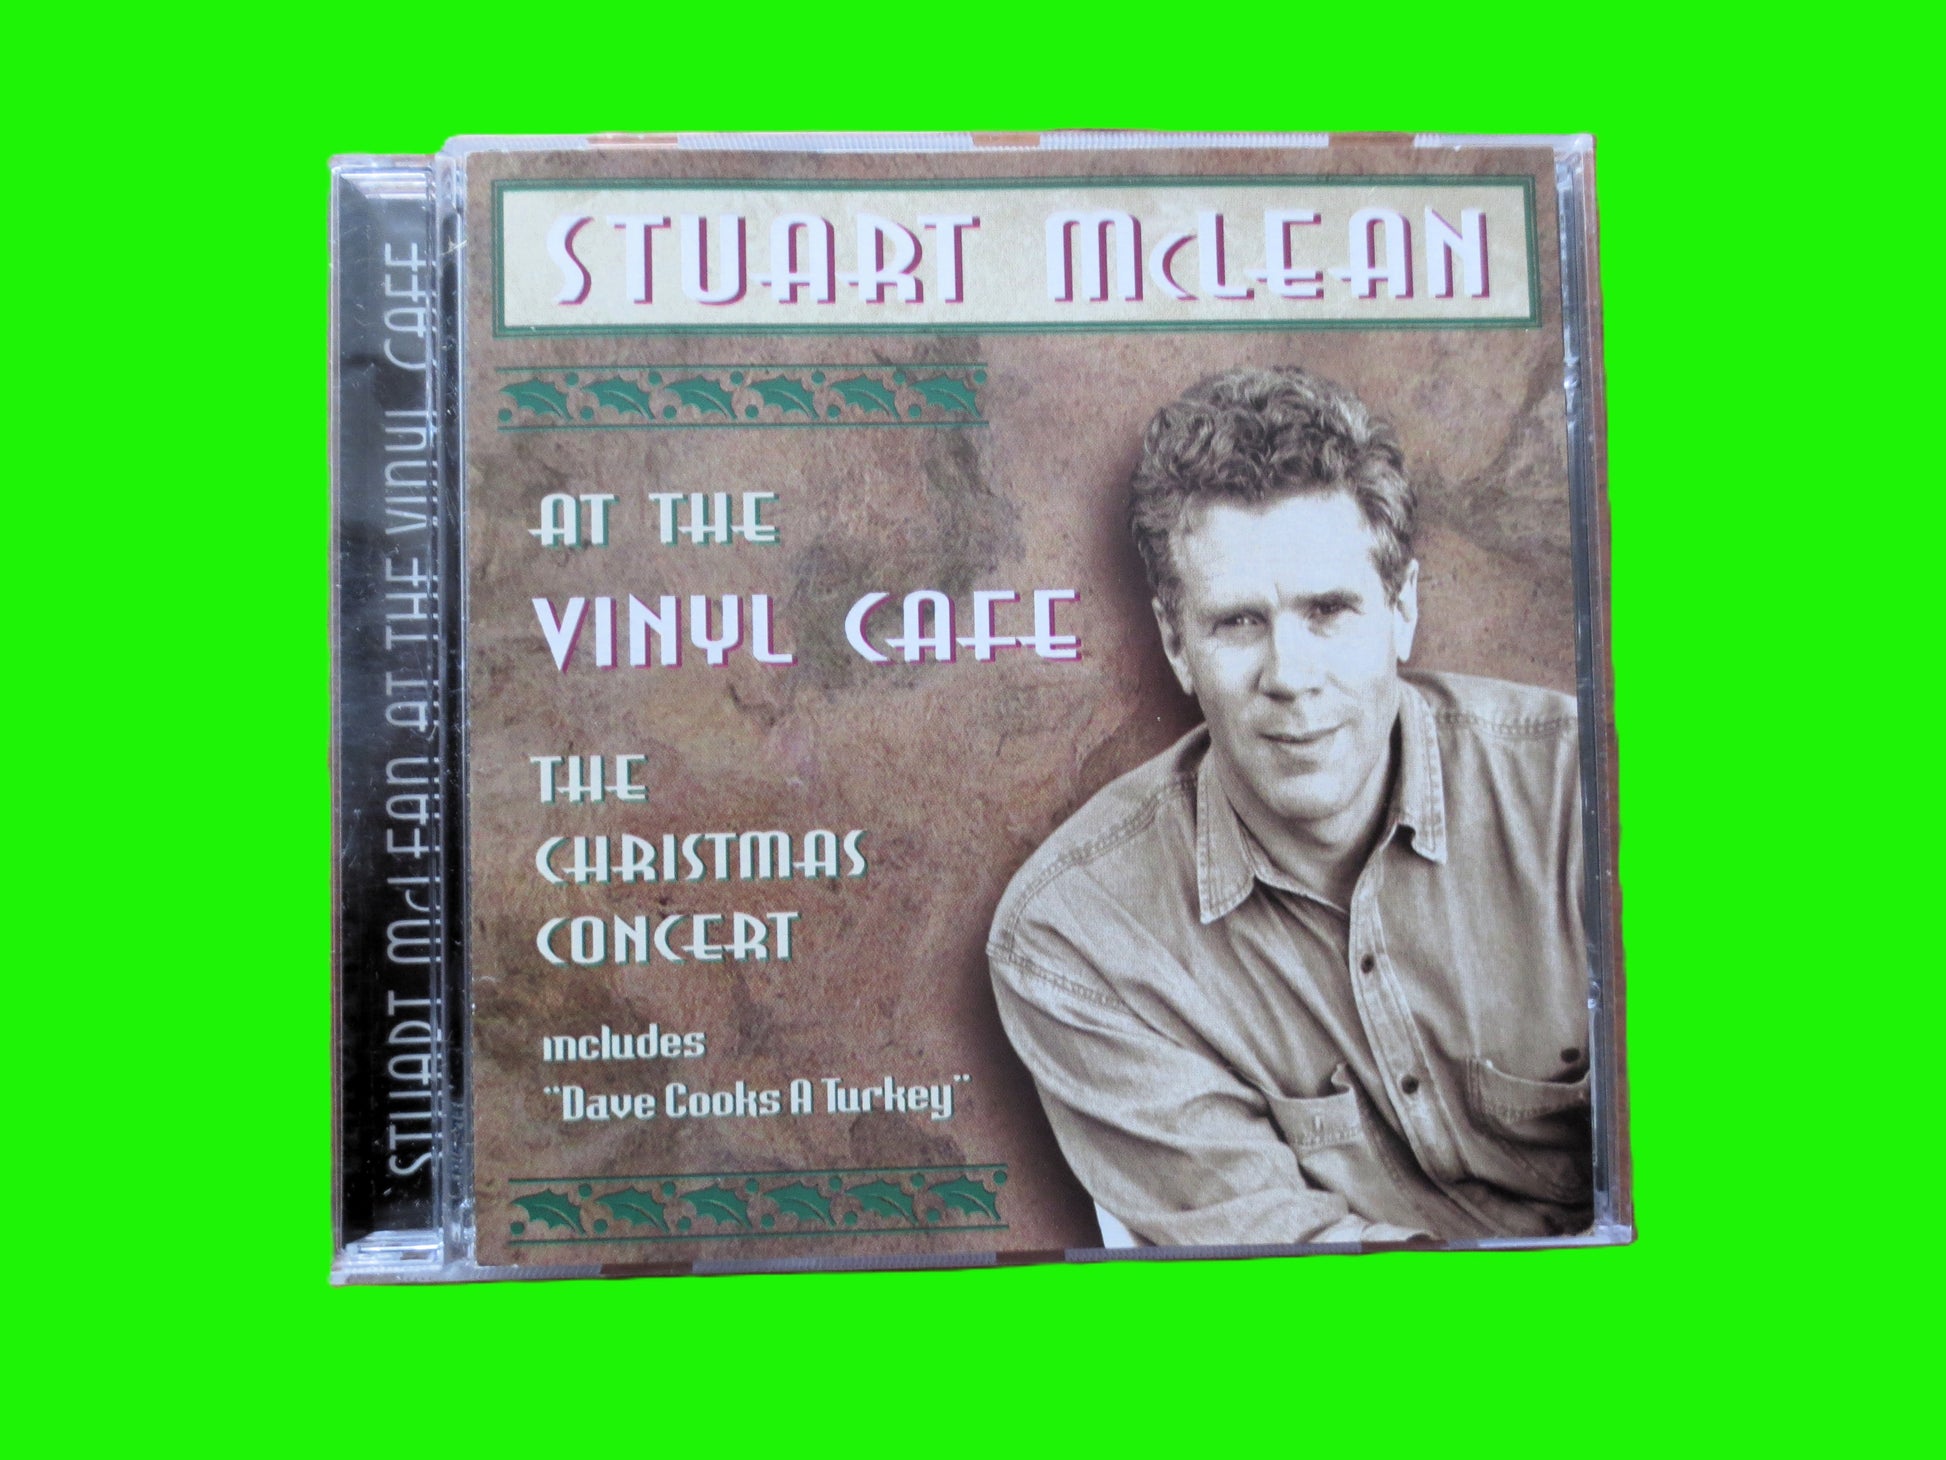 STUART McLEAN
AT THE
VINYL CAFE
THE
CHRISTMAS
CONCERT
includes
"Dave Cooks A Turkey"
STUART McLEAN AT THE VINYL CAFE